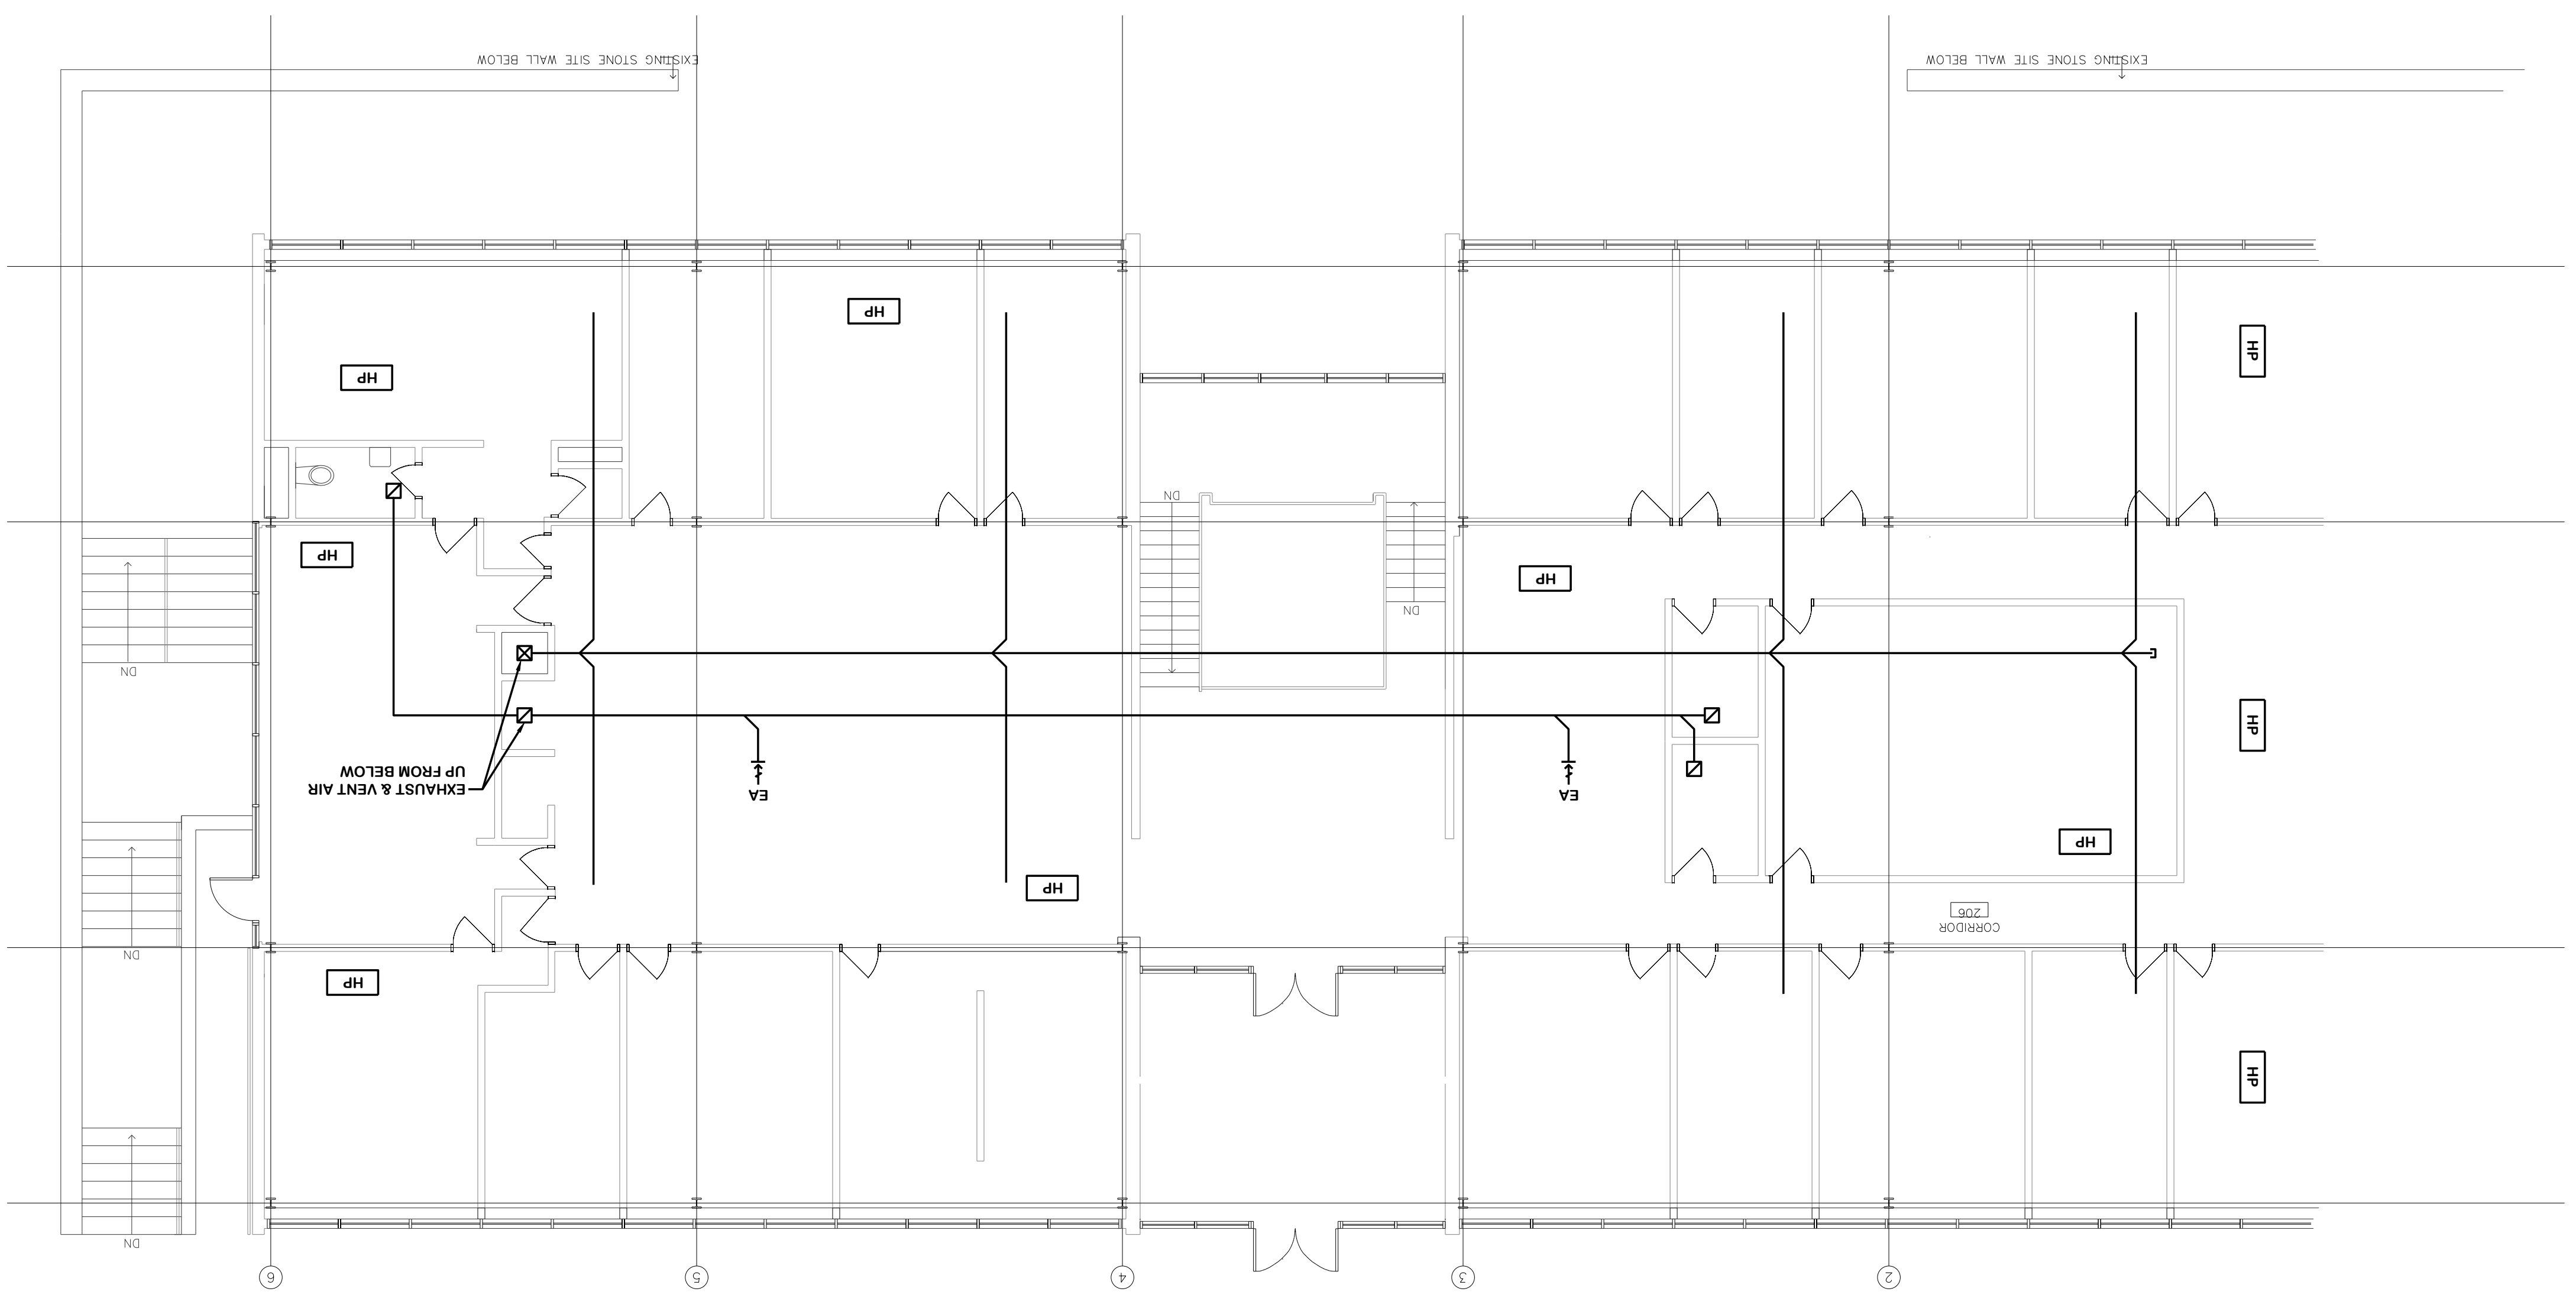 2
3
4
5
6
DN
HP
HP
DN
CORRIDOR
206
HP
HP
EA
EA
EXHAUST & VENT AIR
UP FROM BELOW
HP
DN
DN
HP
HP
DN
HP
HP
HP
EXISTING STONE SITE WALL BELOW
EXISTING STONE SITE WALL BELOW